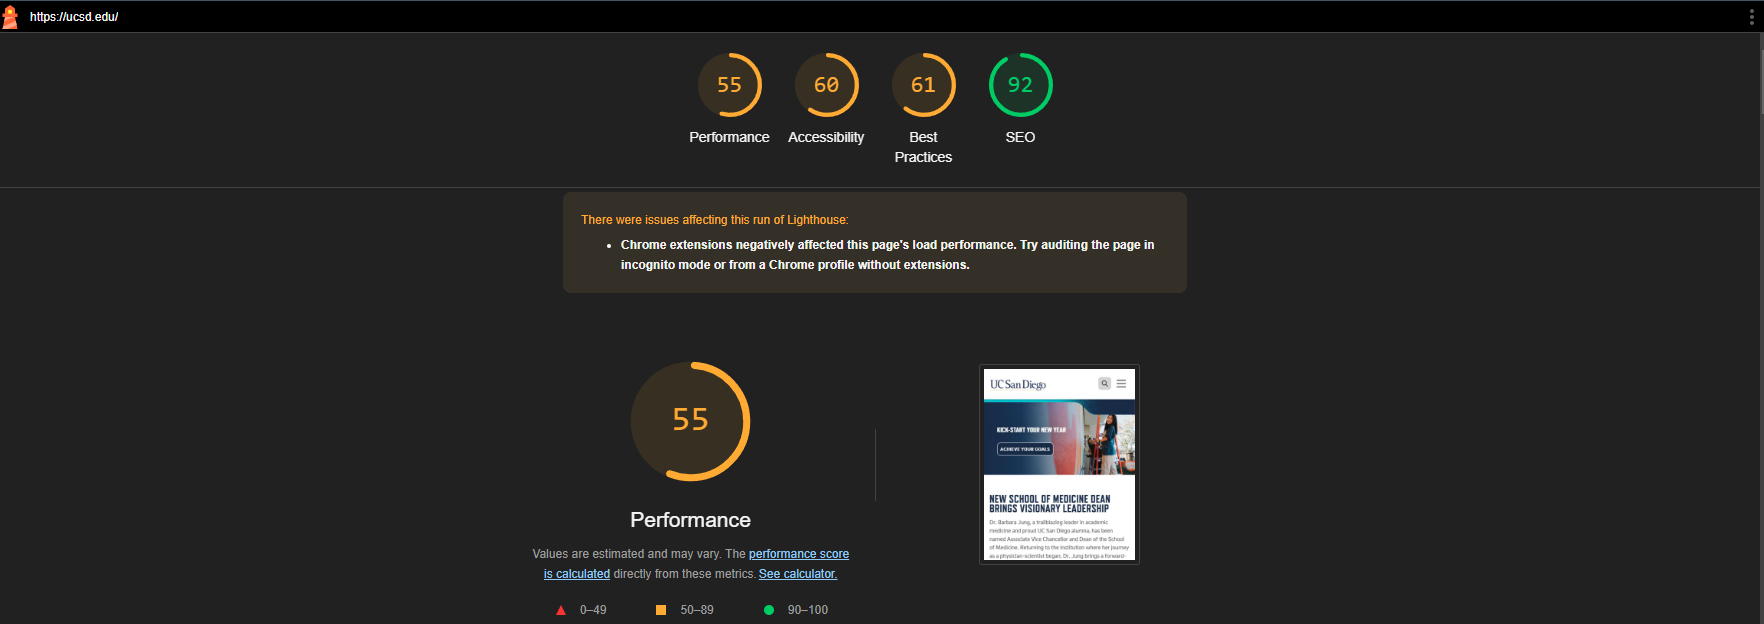 https://ucsd.edu/
55
60
61
92
Performance
Accessibility
Best
Practices
SEO
There were issues affecting this run of Lighthouse:
Chrome extensions negatively affected this page's load performance. Try auditing the page in
incognito mode or from a Chrome profile without extensions.
55
Performance
Values are estimated and may vary. The performance score
is calculated directly from these metrics. See calculator.
0–49
50–89
90–100
UC San Diego
KICK-START YOUR NEW YEAR
ACHIEVE YOUR GOALS
NEW SCHOOL OF MEDICINE DEAN
BRINGS VISIONARY LEADERSHIP
Dr. Barbara Jung, a trailblazing leader in academic
medicine and proud UC San Diego alumna, has been
named Associate Vice Chancellor and Dean of the School
of Medicine. Returning to the institution where her journey
as a physician-scientist began, Dr. Jung brings a forward-